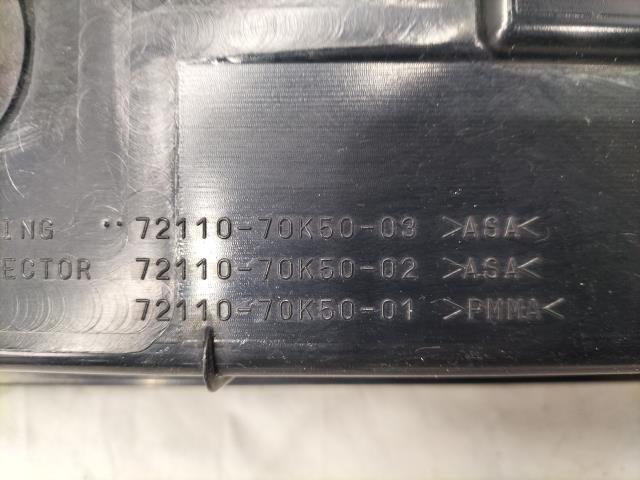 ING ¨72110-70K50-03 >ASA<
ECTOR 72110-70K50-02 >ASA<
72110-70K50-01 >PMMA<